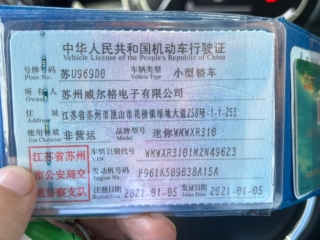 中华人民共和国机动车行驶证
Vehicle License of the People's Republic of China
号牌号码 苏U969D0 车辆类型 小型轿车
Plate No. Vehicle Type
所有人 苏州威尔格电子有限公司
Owner
住址 江苏省苏州市昆山市花桥镇绿地大道258号-1-1-255
Address
使用性质 非营运 品牌型号 迷你WMWXR310
Use Character Model
江苏省苏州
市公安局交
通警察支队
车辆识别代号 WMWXR3101M2N49623
VIN
发动机号码 F961K509B38A15A
Engine No.
注册日期 2021-01-05 发证日期 2021-01-05
Register Date Issue Date